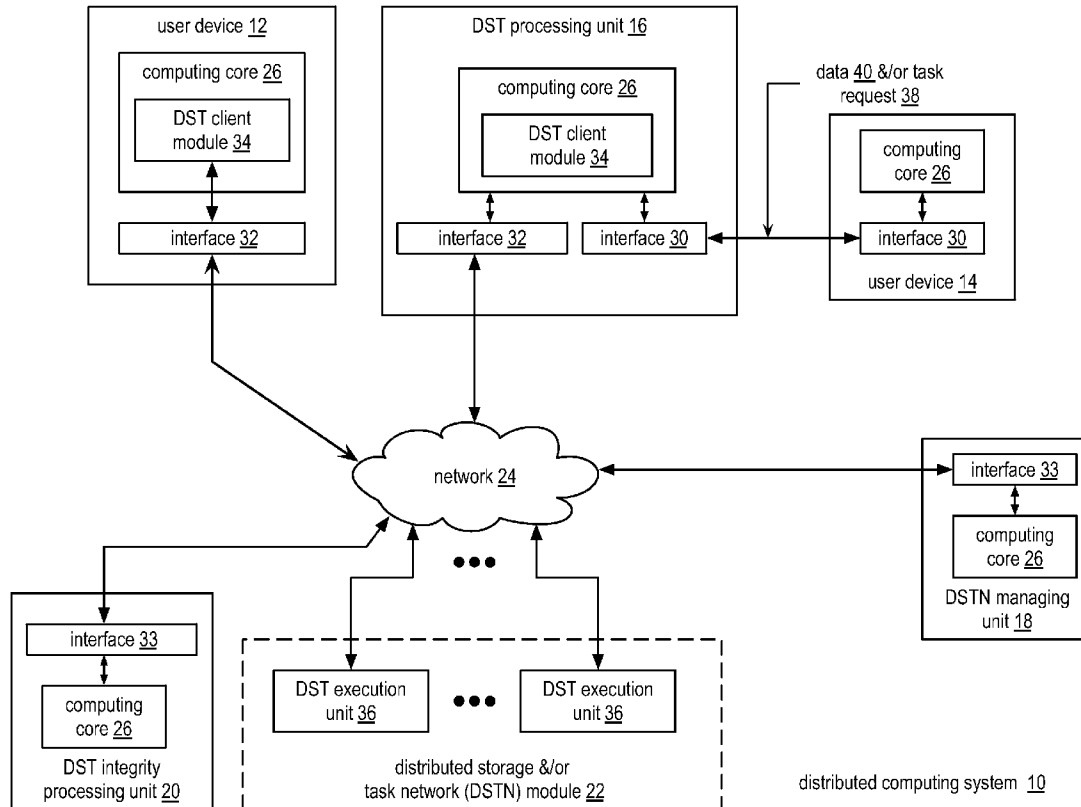 user device 12
computing core 26
DST client
module 34
interface 32
DST processing unit 16
computing core 26
DST client
module 34
interface 32
interface 30
data 40 &/or task
request 38
computing
core 26
interface 30
user device 14
network 24
interface 33
computing
core 26
DSTN managing
unit 18
interface 33
computing
core 26
DST integrity
processing unit 20
DST execution
unit 36
DST execution
unit 36
distributed storage &/or
task network (DSTN) module 22
distributed computing system 10